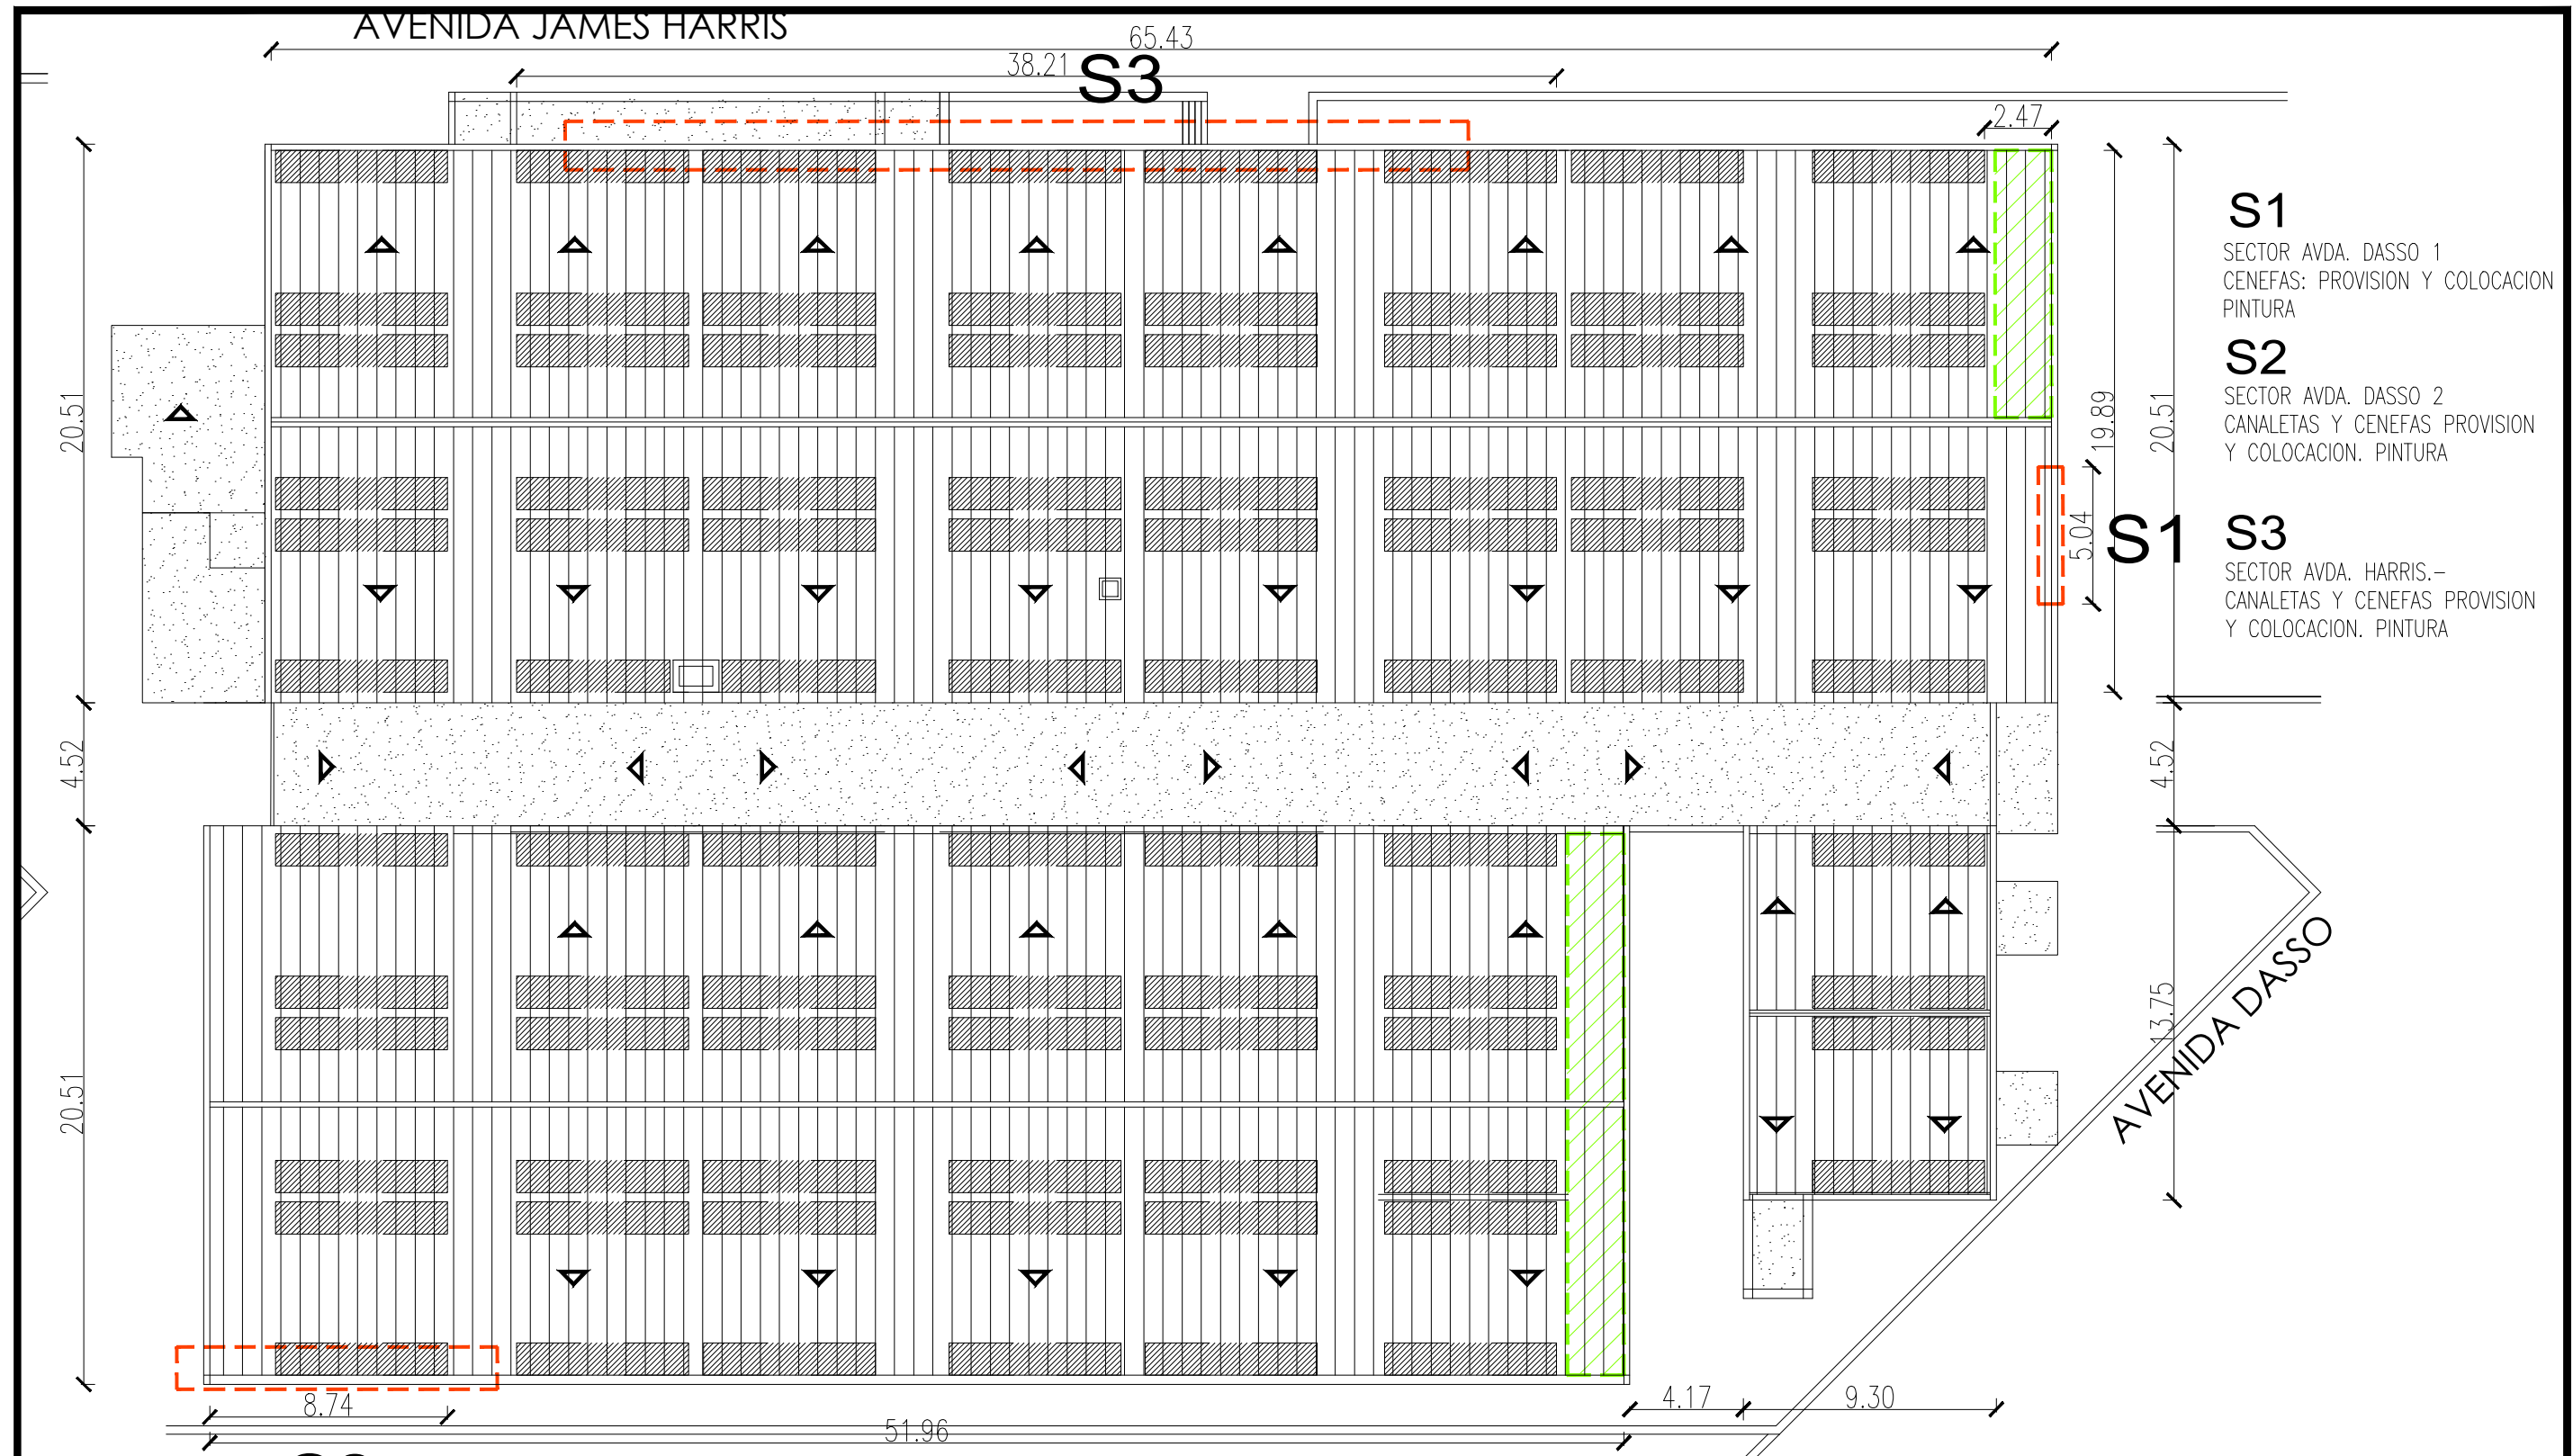 AVENIDA JAMES HARRIS
65.43
38.21
S3
2.47
S1
SECTOR AVDA. DASSO 1
CENEFAS: PROVISION Y COLOCACION
PINTURA
S2
SECTOR AVDA. DASSO 2
CANALETAS Y CENEFAS PROVISION
Y COLOCACION. PINTURA
S3
SECTOR AVDA. HARRIS.-
CANALETAS Y CENEFAS PROVISION
Y COLOCACION. PINTURA
20.51
19.89
20.51
5.04
S1
4.52
4.52
AVENIDA DASSO
13.75
20.51
8.74
51.96
4.17
9.30